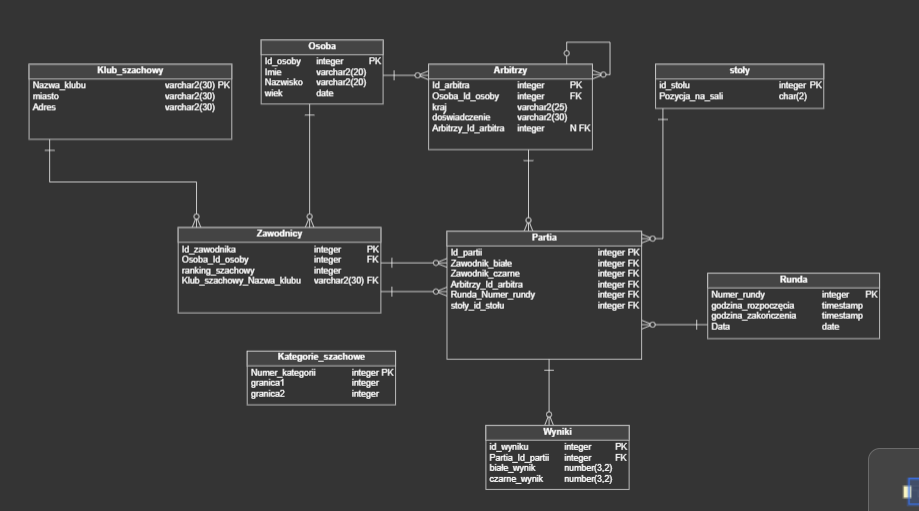 Osoba
Id_osoby integer PK
Imie varchar2(20)
Nazwisko varchar2(20)
wiek date
Klub_szachowy
Nazwa_klubu varchar2(30) PK
miasto varchar2(30)
Adres varchar2(30)
Arbitrzy
Id_arbitra integer PK
Osoba_Id_osoby integer FK
kraj varchar2(25)
doświadczenie varchar2(30)
Arbitrzy_Id_arbitra integer N FK
stoły
id_stołu integer PK
Pozycja_na_sali char(2)
Zawodnicy
Id_zawodnika integer PK
Osoba_Id_osoby integer FK
ranking_szachowy integer
Klub_szachowy_Nazwa_klubu varchar2(30) FK
Partia
Id_partii integer PK
Zawodnik_białe integer FK
Zawodnik_czarne integer FK
Arbitrzy_Id_arbitra integer FK
Runda_Numer_rundy integer FK
stoły_id_stołu integer FK
Runda
Numer_rundy integer PK
godzina_rozpoczęcia timestamp
godzina_zakończenia timestamp
Data date
Kategorie_szachowe
Numer_kategorii integer PK
granica1 integer
granica2 integer
Wyniki
id_wyniku integer PK
Partia_Id_partii integer FK
białe_wynik number(3,2)
czarne_wynik number(3,2)